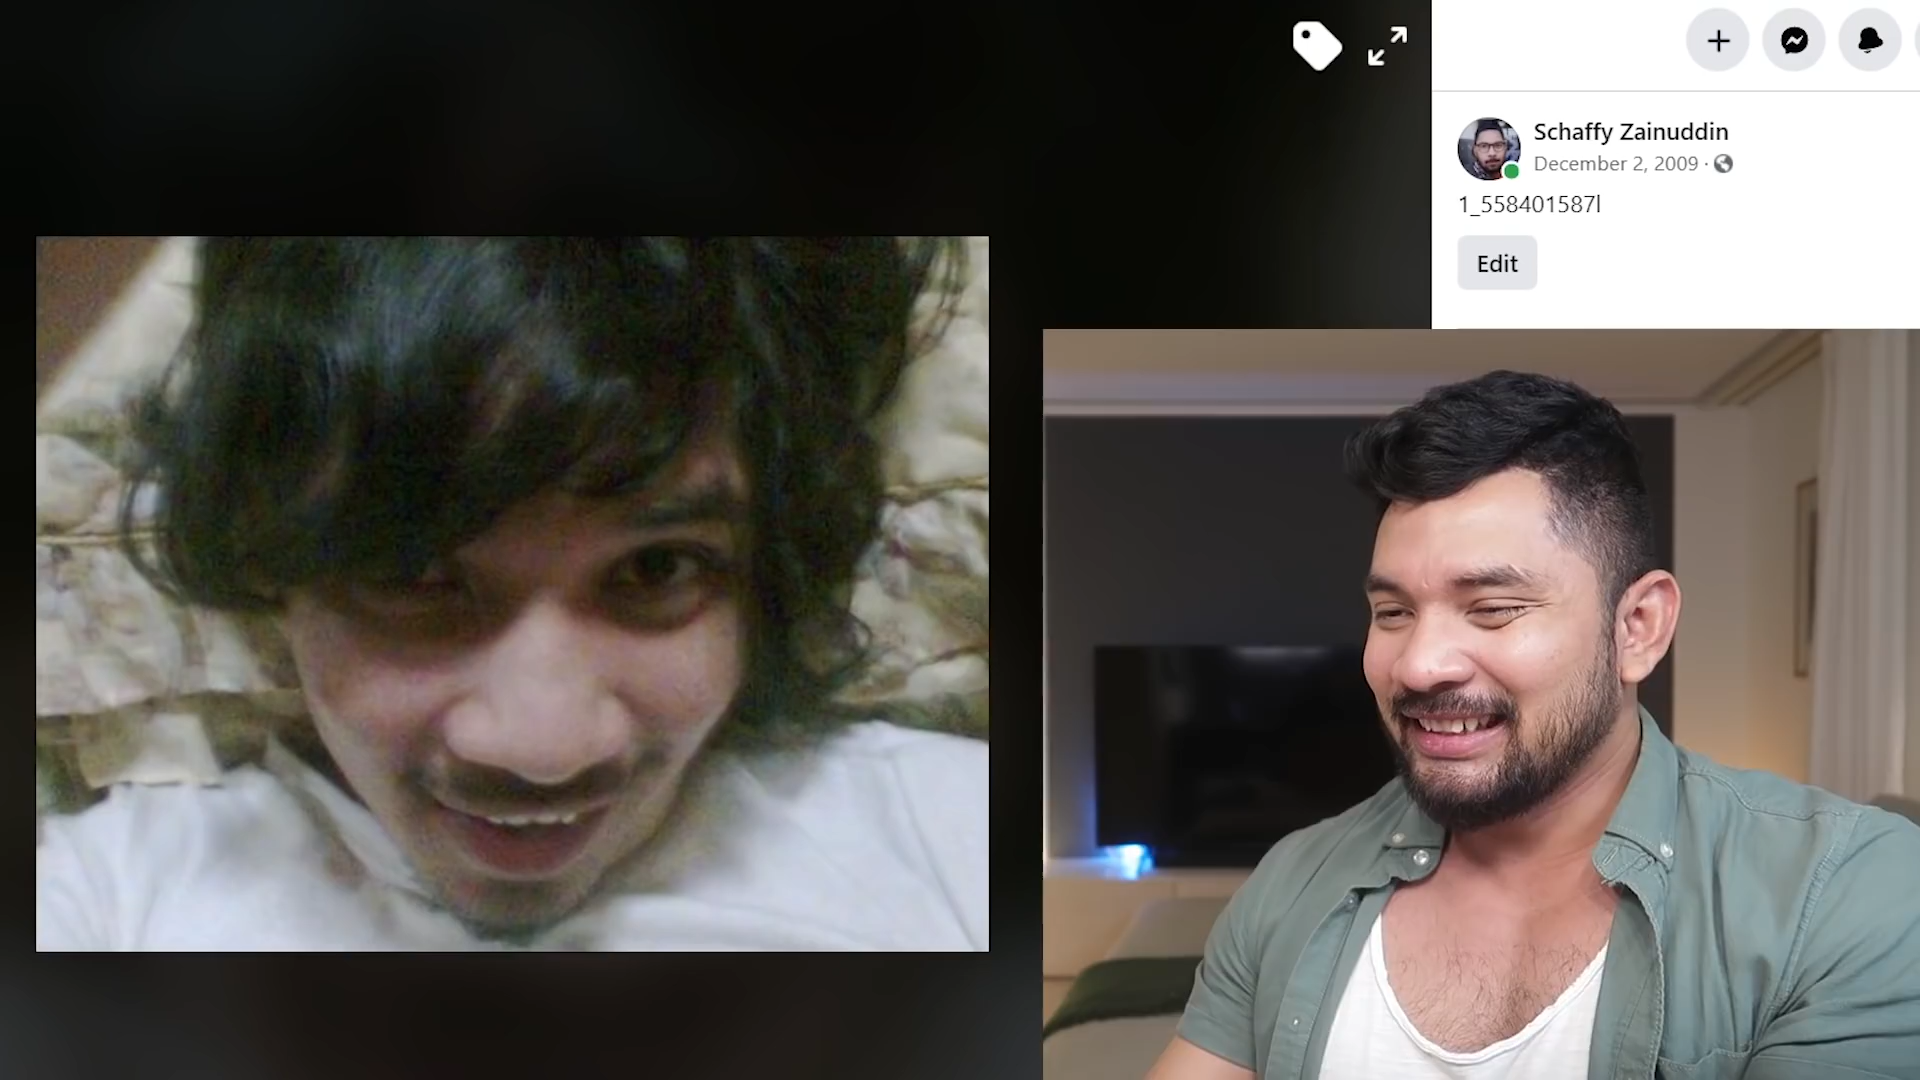 Schaffy Zainuddin
December 2, 2009 ·
1_558401587l
Edit